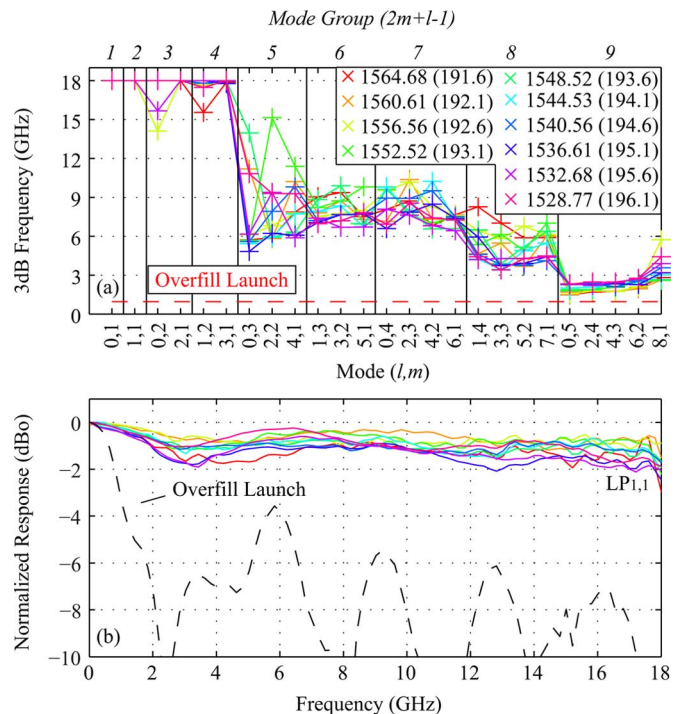 Mode Group (2m+l-1)
1 2 3 4 5 6 7 8 9
18
15
12
9
6
3
0
3dB Frequency (GHz)
1564.68 (191.6)
1560.61 (192.1)
1556.56 (192.6)
1552.52 (193.1)
1548.52 (193.6)
1544.53 (194.1)
1540.56 (194.6)
1536.61 (195.1)
1532.68 (195.6)
1528.77 (196.1)
(a)
Overfill Launch
0,1 1,1 0,2 2,1 1,2 3,1 0,3 2,2 4,1 1,3 3,2 5,1 0,4 2,3 4,2 6,1 1,4 3,3 5,2 7,1 0,5 2,4 4,3 6,2 8,1
Mode (l,m)
0
−2
−4
−6
−8
−10
Normalized Response (dBo)
Overfill Launch
LP1,1
(b)
0 2 4 6 8 10 12 14 16 18
Frequency (GHz)